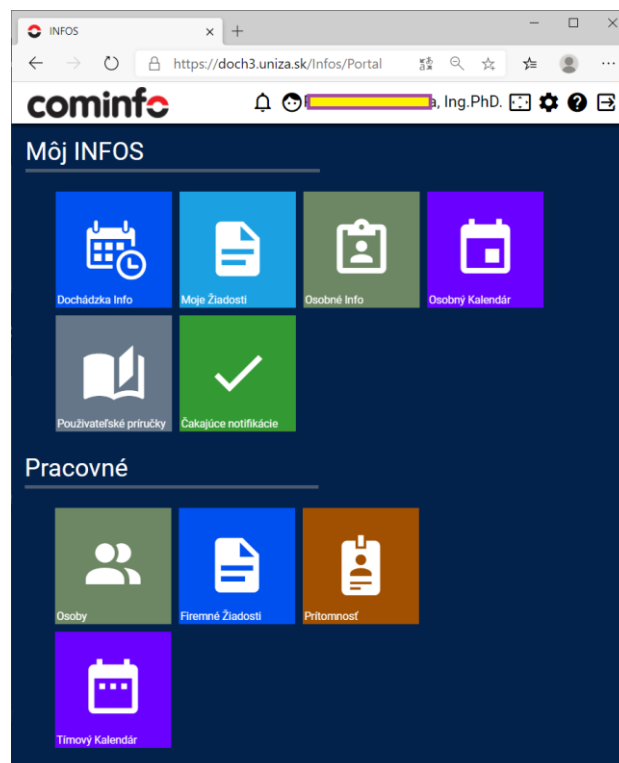 INFOS
https://doch3.uniza.sk/Infos/Portal
cominfo
, Ing.PhD.
Môj INFOS
Dochádzka Info Moje Žiadosti Osobné Info Osobný Kalendár
Používateľské príručky Čakajúce notifikácie
Pracovné
Osoby Firemné Žiadosti Prítomnosť
Tímový Kalendár